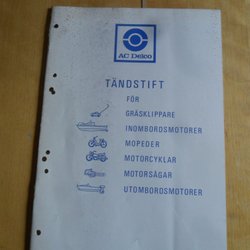 AC Delco
TÄNDSTIFT
FÖR
GRÄSKLIPPARE
INOMBORDSMOTORER
MOPEDER
MOTORCYKLAR
MOTORSÅGAR
UTOMBORDSMOTORER